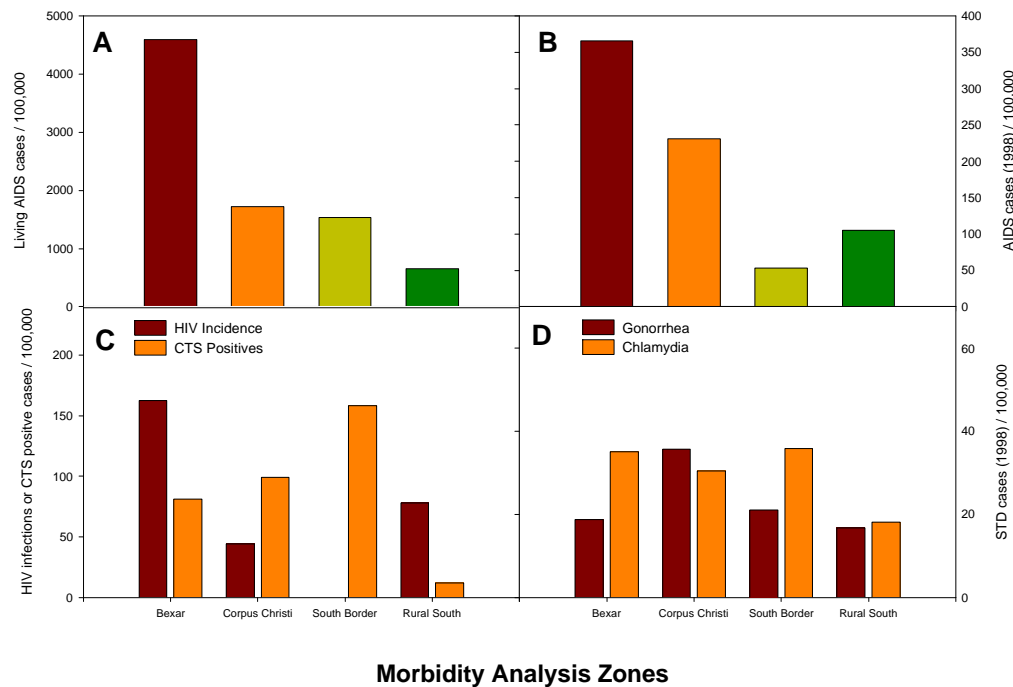 A
B
5000
4000
3000
2000
1000
0
Living AIDS cases / 100,000
400
350
300
250
200
150
100
50
0
AIDS cases (1998) / 100.000
C
HIV Incidence
CTS Positives
200
150
100
50
0
HIV infections or CTS positve cases / 100,000
D
Gonorrhea
Chlamydia
60
40
20
0
STD cases (1998) / 100,000
Bexar Corpus Christi South Border Rural South
Bexar Corpus Christi South Border Rural South
Morbidity Analysis Zones